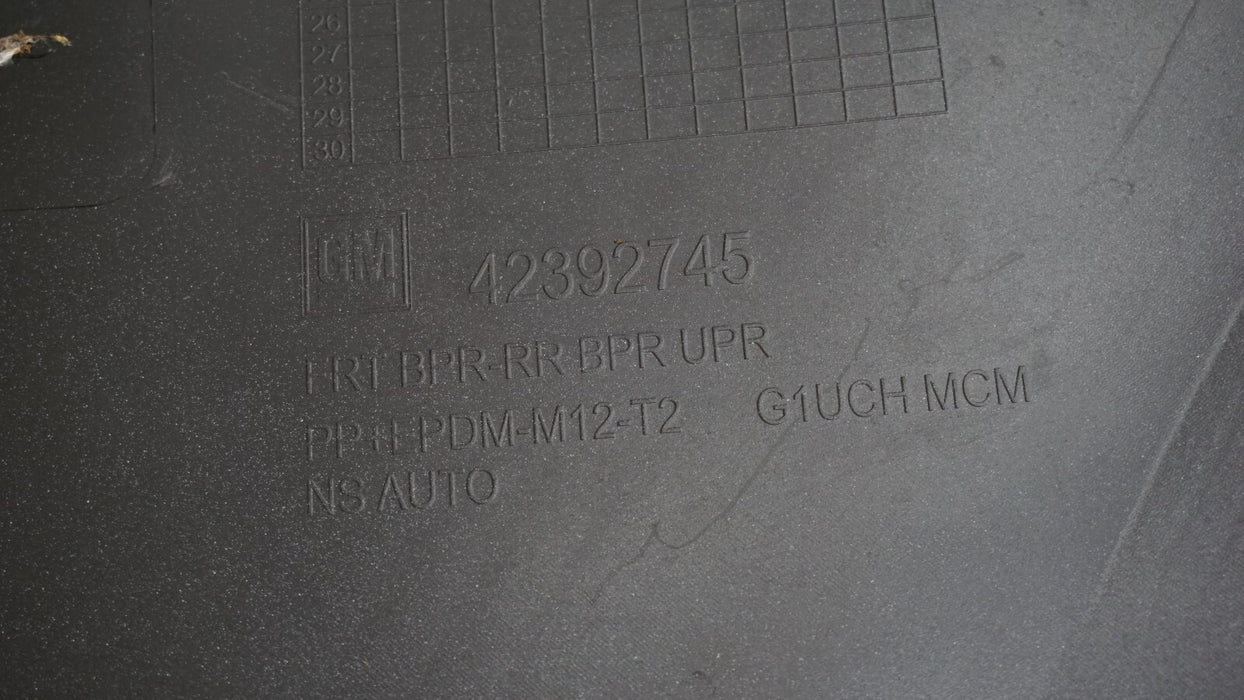 26
27
28
29
30
GM 42392745
FRT BPR-RR BPR UPR
PP+EPDM-M12-T2 G1UCH MCM
NS AUTO